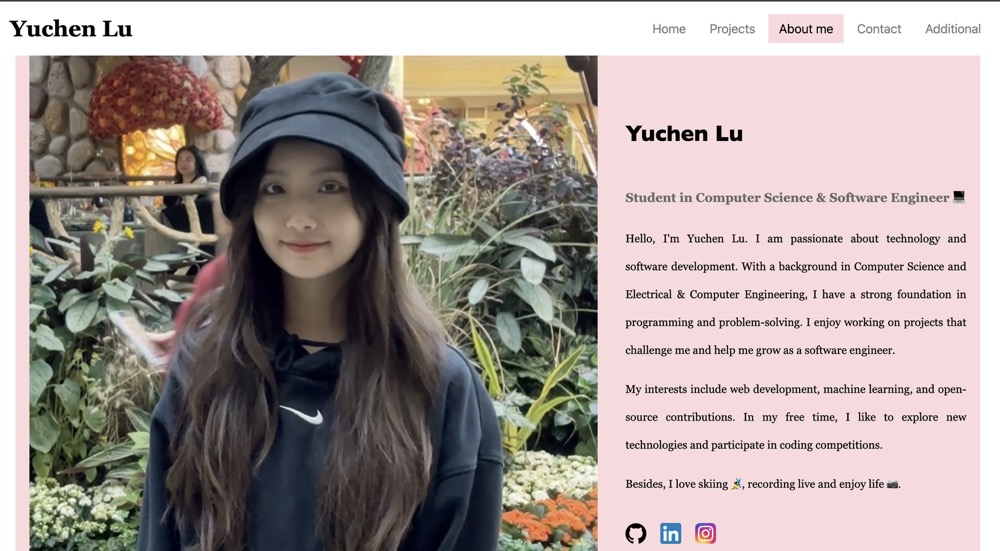 Yuchen Lu
Home Projects About me Contact Additional
Yuchen Lu
Student in Computer Science & Software Engineer 💻
Hello, I'm Yuchen Lu. I am passionate about technology and
software development. With a background in Computer Science and
Electrical & Computer Engineering, I have a strong foundation in
programming and problem-solving. I enjoy working on projects that
challenge me and help me grow as a software engineer.
My interests include web development, machine learning, and open-
source contributions. In my free time, I like to explore new
technologies and participate in coding competitions.
Besides, I love skiing ⛷️, recording live and enjoy life 📷.
in